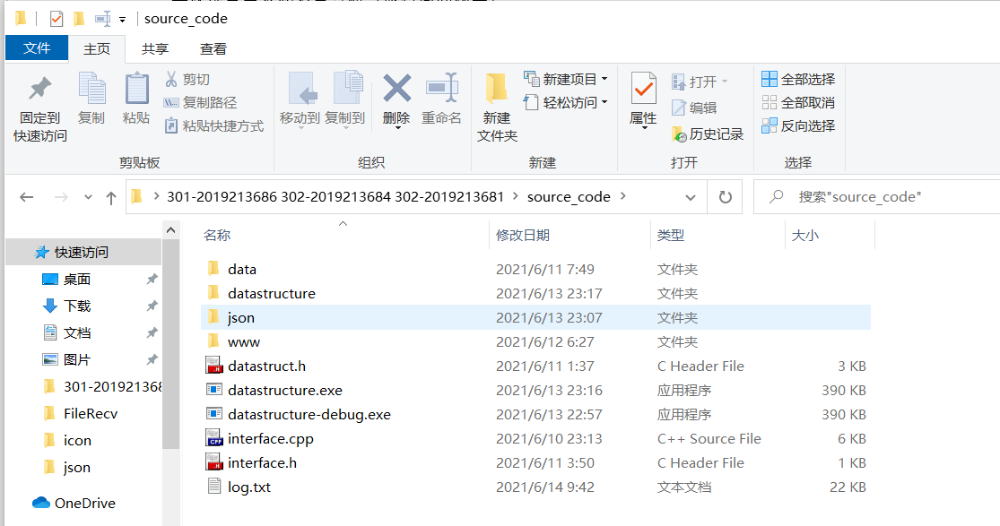 source_code
文件 主页 共享 查看
固定到
快速访问
复制
粘贴
剪切
复制路径
粘贴快捷方式
剪贴板
移动到 复制到 删除 重命名
组织
新建
文件夹
新建项目
轻松访问
新建
属性
打开
编辑
历史记录
打开
全部选择
全部取消
反向选择
选择
301-2019213686 302-2019213684 302-2019213681 source_code
搜索"source_code"
快速访问
桌面
下载
文档
图片
301-201921368
FileRecv
icon
json
OneDrive
名称 修改日期 类型 大小
data 2021/6/11 7:49 文件夹
datastructure 2021/6/13 23:17 文件夹
json 2021/6/13 23:07 文件夹
www 2021/6/12 6:27 文件夹
datastruct.h 2021/6/11 1:37 C Header File 3 KB
datastructure.exe 2021/6/13 23:16 应用程序 390 KB
datastructure-debug.exe 2021/6/13 22:57 应用程序 390 KB
interface.cpp 2021/6/10 23:13 C++ Source File 6 KB
interface.h 2021/6/11 3:50 C Header File 1 KB
log.txt 2021/6/14 9:42 文本文档 22 KB